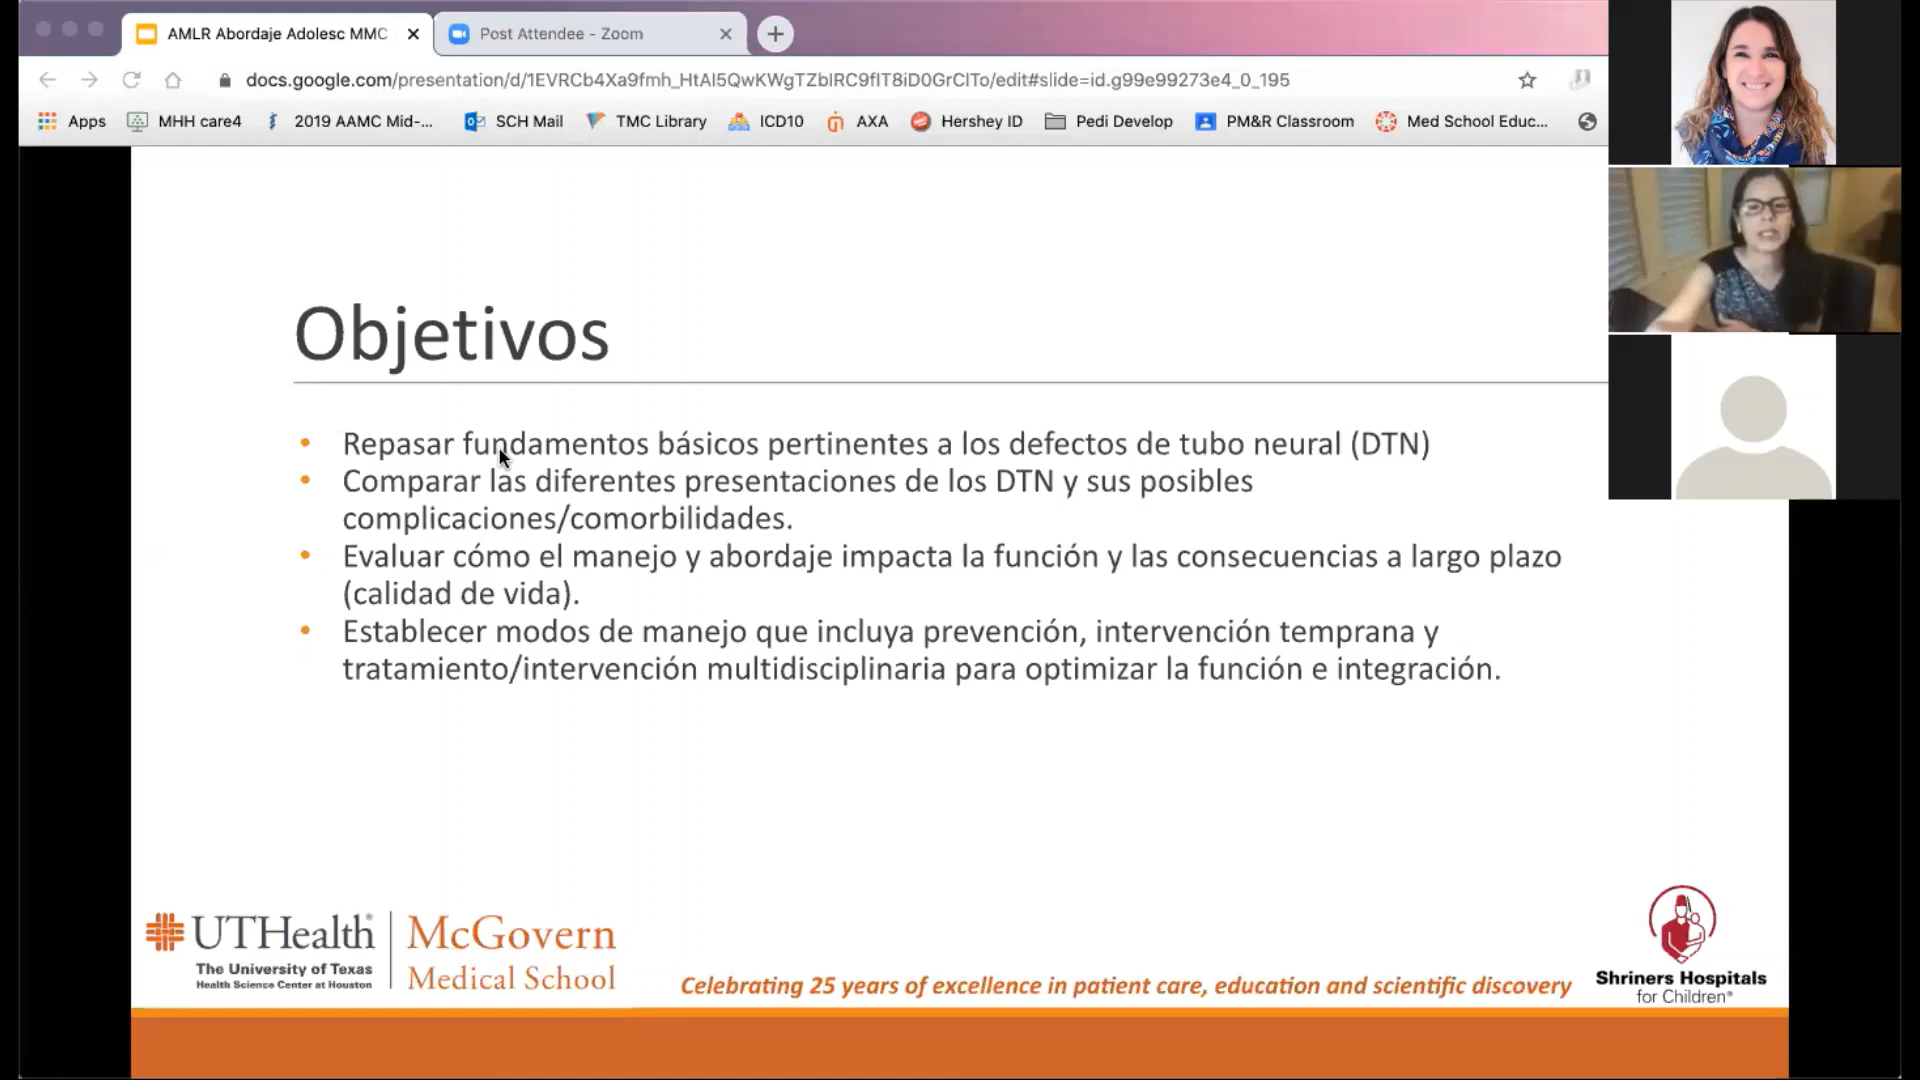 AMLR Abordaje Adolesc MMC
Post Attendee - Zoom
docs.google.com/presentation/d/1EVRCb4Xa9fmh_HtAl5QwKWgTZblRC9flT8iD0GrClTo/edit#slide=id.g99e99273e4_0_195
Apps MHH care4 2019 AAMC Mid-... SCH Mail TMC Library ICD10 AXA Hershey ID Pedi Develop PM&R Classroom Med School Educ...
Objetivos
• Repasar fundamentos básicos pertinentes a los defectos de tubo neural (DTN)
• Comparar las diferentes presentaciones de los DTN y sus posibles
complicaciones/comorbilidades.
• Evaluar cómo el manejo y abordaje impacta la función y las consecuencias a largo plazo
(calidad de vida).
• Establecer modos de manejo que incluya prevención, intervención temprana y
tratamiento/intervención multidisciplinaria para optimizar la función e integración.
UTHealth®
The University of Texas
Health Science Center at Houston
McGovern
Medical School
Celebrating 25 years of excellence in patient care, education and scientific discovery
Shriners Hospitals
for Children®